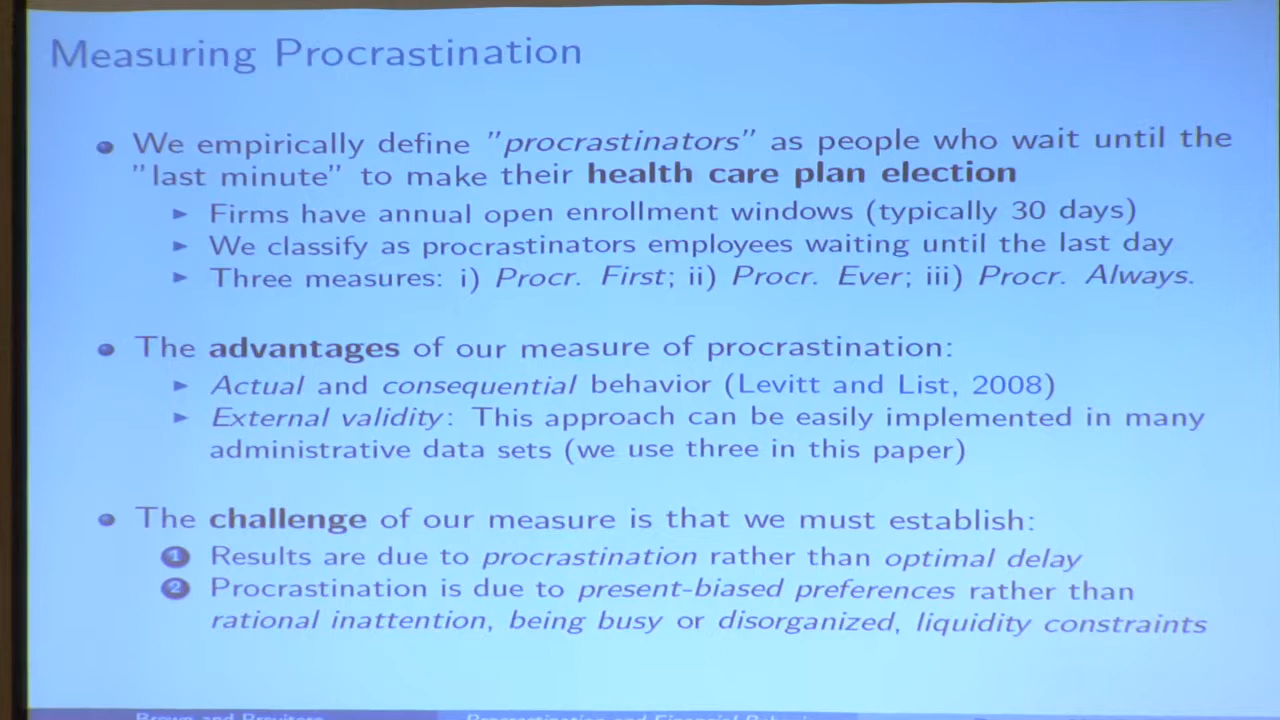 Measuring Procrastination
We empirically define "procrastinators" as people who wait until the
"last minute" to make their health care plan election
Firms have annual open enrollment windows (typically 30 days)
We classify as procrastinators employees waiting until the last day
Three measures: i) Procr. First; ii) Procr. Ever; iii) Procr. Always.
The advantages of our measure of procrastination:
Actual and consequential behavior (Levitt and List, 2008)
External validity: This approach can be easily implemented in many
administrative data sets (we use three in this paper)
The challenge of our measure is that we must establish:
1 Results are due to procrastination rather than optimal delay
2 Procrastination is due to present-biased preferences rather than
rational inattention, being busy or disorganized, liquidity constraints